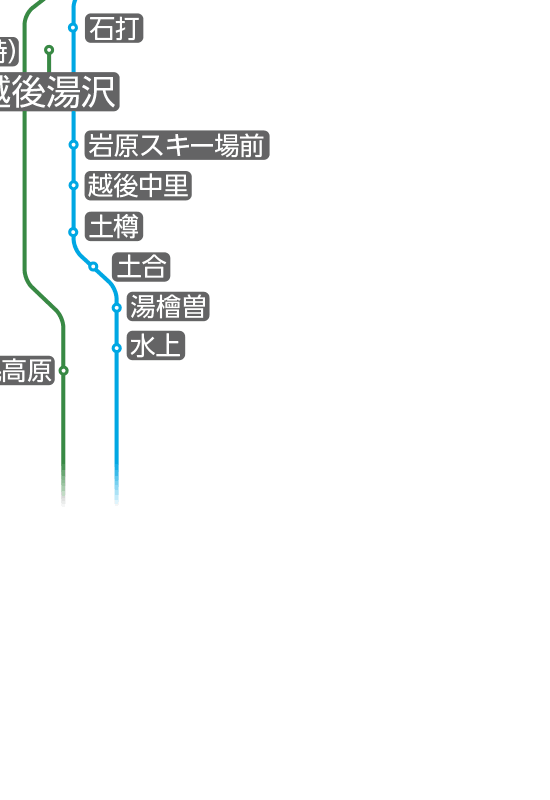 石打
時)
越後湯沢
岩原スキー場前
越後中里
土樽
土合
湯檜曽
水上
高原